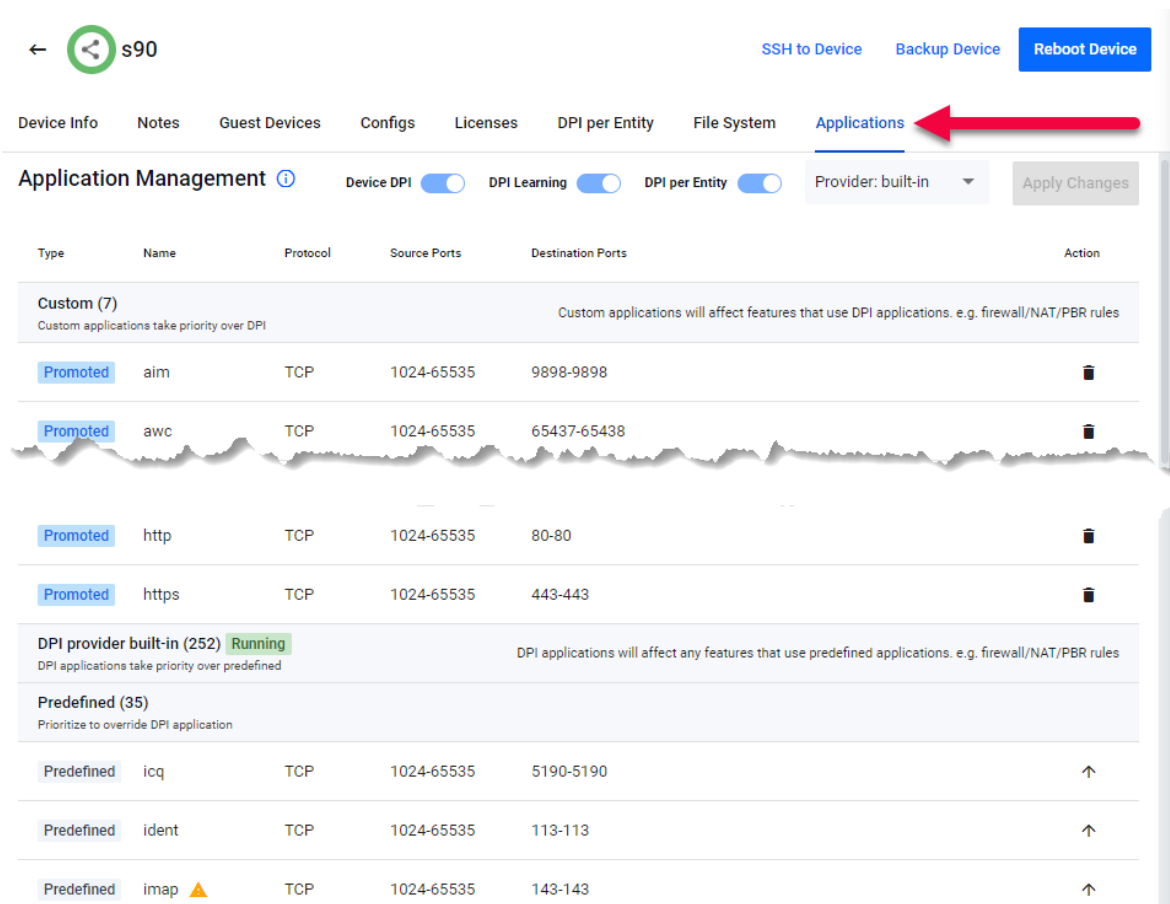 s90
SSH to Device Backup Device Reboot Device
Device Info Notes Guest Devices Configs Licenses DPI per Entity File System Applications
Application Management Device DPI DPI Learning DPI per Entity Provider: built-in Apply Changes
Type Name Protocol Source Ports Destination Ports Action
Custom (7)
Custom applications take priority over DPI
Custom applications will affect features that use DPI applications. e.g. firewall/NAT/PBR rules
Promoted aim TCP 1024-65535 9898-9898
Promoted awc TCP 1024-65535 65437-65438
Promoted http TCP 1024-65535 80-80
Promoted https TCP 1024-65535 443-443
DPI provider built-in (252) Running
DPI applications take priority over predefined
DPI applications will affect any features that use predefined applications. e.g. firewall/NAT/PBR rules
Predefined (35)
Prioritize to override DPI application
Predefined icq TCP 1024-65535 5190-5190
Predefined ident TCP 1024-65535 113-113
Predefined imap TCP 1024-65535 143-143